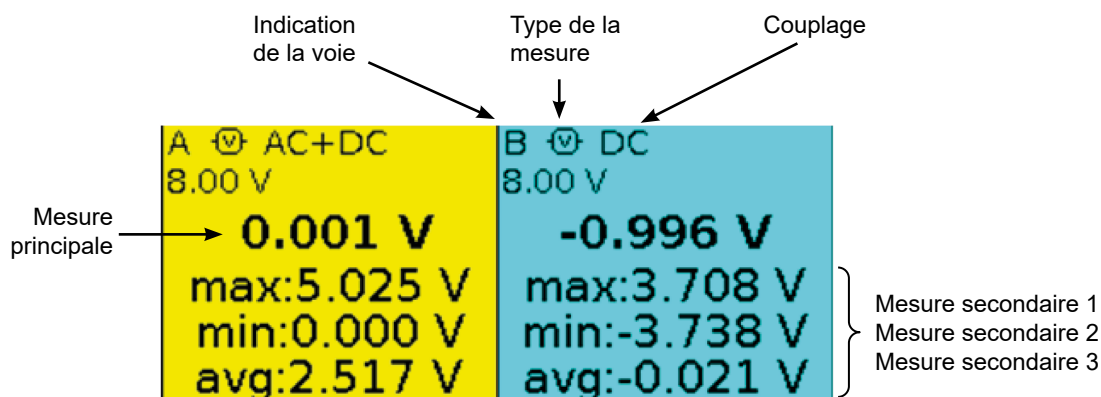 Indication
de la voie
Type de la
mesure
Couplage
A V AC+DC
8.00 V
0.001 V
max:5.025 V
min:0.000 V
avg:2.517 V
B V DC
8.00 V
-0.996 V
max:3.708 V
min:-3.738 V
avg:-0.021 V
Mesure
principale
Mesure secondaire 1
Mesure secondaire 2
Mesure secondaire 3